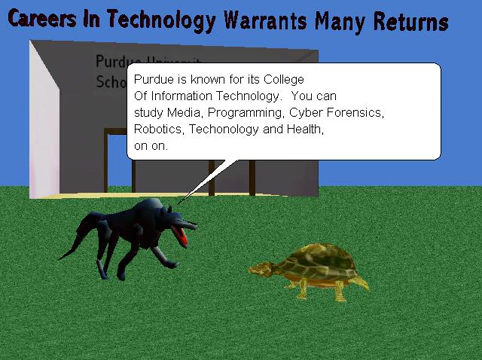 Careers In Technology Warrants Many Returns
Purdue University
Scho
Purdue is known for its College
Of Information Technology. You can
study Media, Programming, Cyber Forensics,
Robotics, Techonology and Health,
on on.